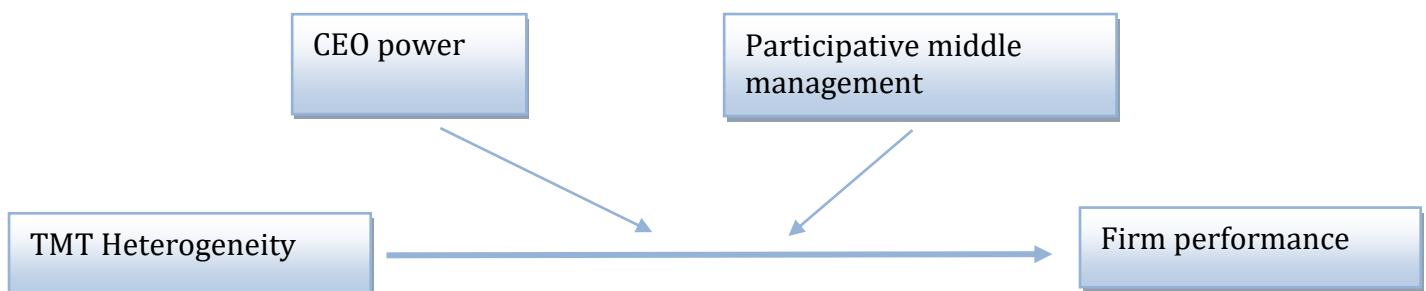 CEO power
Participative middle
management
TMT Heterogeneity
Firm performance